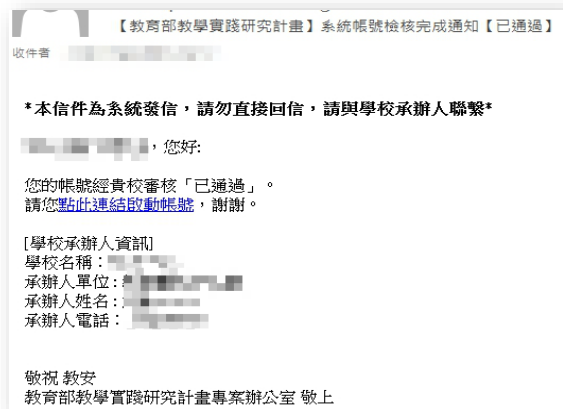 【教育部教學實踐研究計畫】系統帳號檢核完成通知【已通過】
收件者
*本信件為系統發信，請勿直接回信，請與學校承辦人聯繫*
，您好:
您的帳號經貴校審核「已通過」。
請您點此連結啟動帳號，謝謝。
[學校承辦人資訊]
學校名稱：
承辦人單位:
承辦人姓名:
承辦人電話：
敬祝 教安
教育部教學實踐研究計畫專案辦公室 敬上